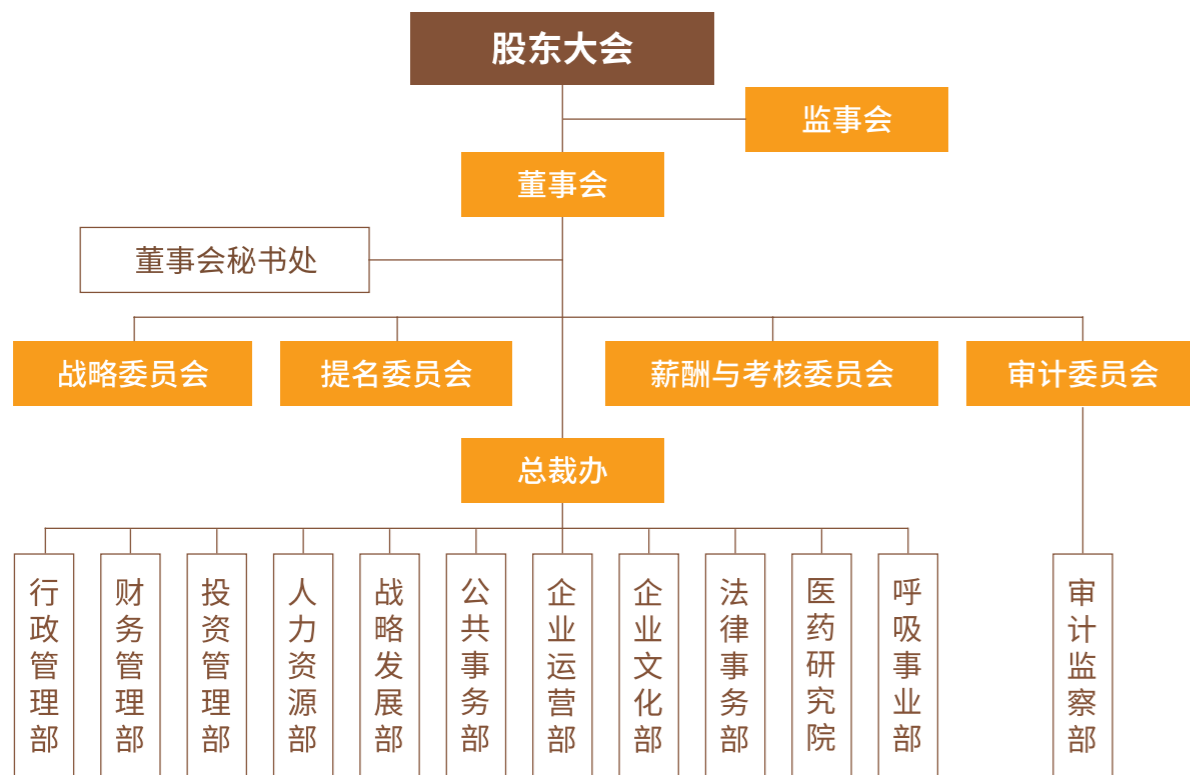 股东大会
监事会
董事会
董事会秘书处
战略委员会
提名委员会
薪酬与考核委员会
审计委员会
总裁办
行政管理部
财务管理部
投资管理部
人力资源部
战略发展部
公共事务部
企业运营部
企业文化部
法律事务部
医药研究院
呼吸事业部
审计监察部